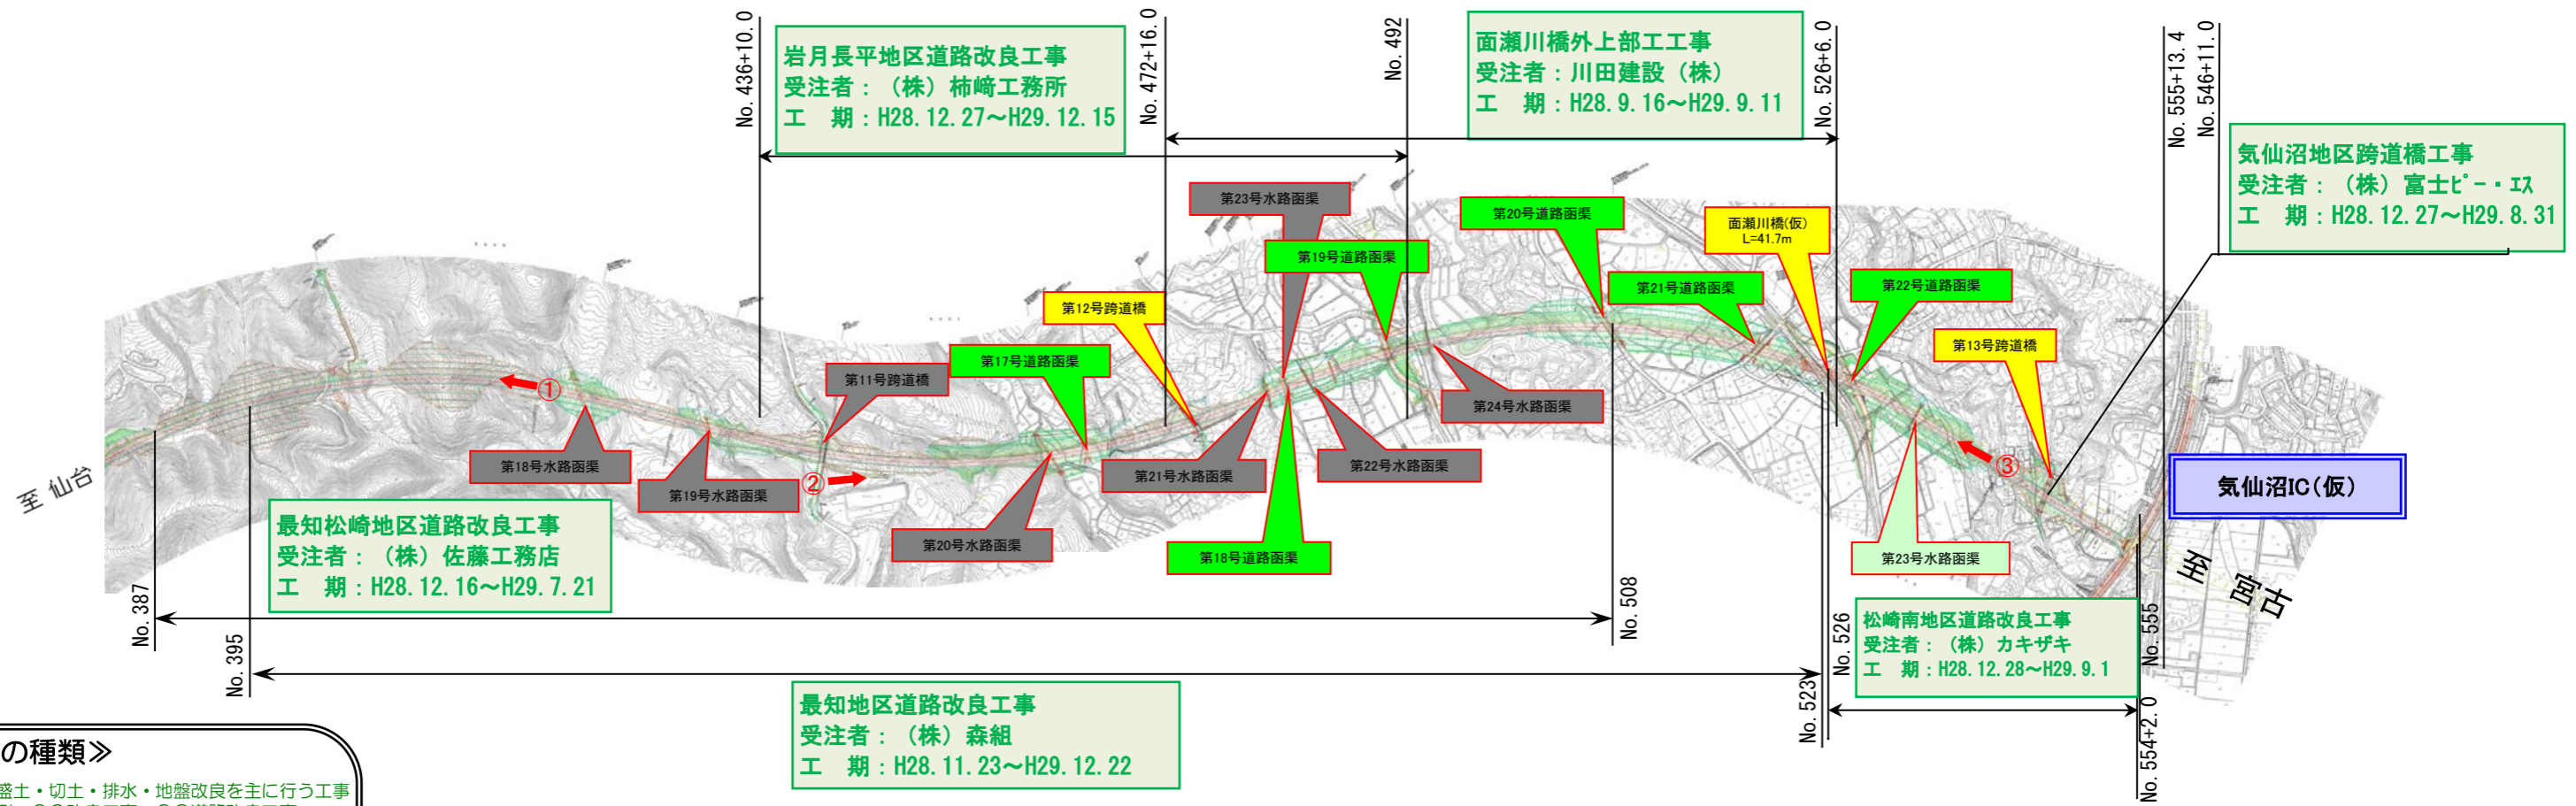 No. 436+10. 0
岩月長平地区道路改良工事
受注者：（株）柿﨑工務所
工　期：H28. 12. 27～H29. 12. 15
No. 472+16. 0
No. 492
面瀬川橋外上部工工事
受注者：川田建設（株）
工　期：H28. 9. 16～H29. 9. 11
No. 526+6. 0
No. 555+13. 4
No. 546+11. 0
気仙沼地区跨道橋工事
受注者：（株）富士ﾋﾟｰ・ｴｽ
工　期：H28. 12. 27～H29. 8. 31
第23号水路函渠
第20号道路函渠
面瀬川橋(仮)
L=41.7m
第19号道路函渠
第21号道路函渠
第22号道路函渠
第12号跨道橋
第13号跨道橋
第17号道路函渠
第11号跨道橋
①
第24号水路函渠
第18号水路函渠
第19号水路函渠
②
第21号水路函渠
第22号水路函渠
③
気仙沼IC(仮)
至 仙台
第20号水路函渠
第18号道路函渠
第23号水路函渠
至 宮古
最知松崎地区道路改良工事
受注者：（株）佐藤工務店
工　期：H28. 12. 16～H29. 7. 21
No. 387
No. 395
No. 508
No. 526
松崎南地区道路改良工事
受注者：（株）カキザキ
工　期：H28. 12. 28～H29. 9. 1
No. 555
No. 523
No. 554+2. 0
最知地区道路改良工事
受注者：（株）森組
工　期：H28. 11. 23～H29. 12. 22
の種類≫
盛土・切土・排水・地盤改良を主に行う工事